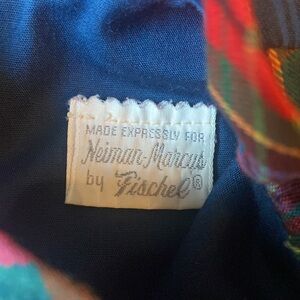 MADE EXPRESSLY FOR
Neiman-Marcus
by Fischel®